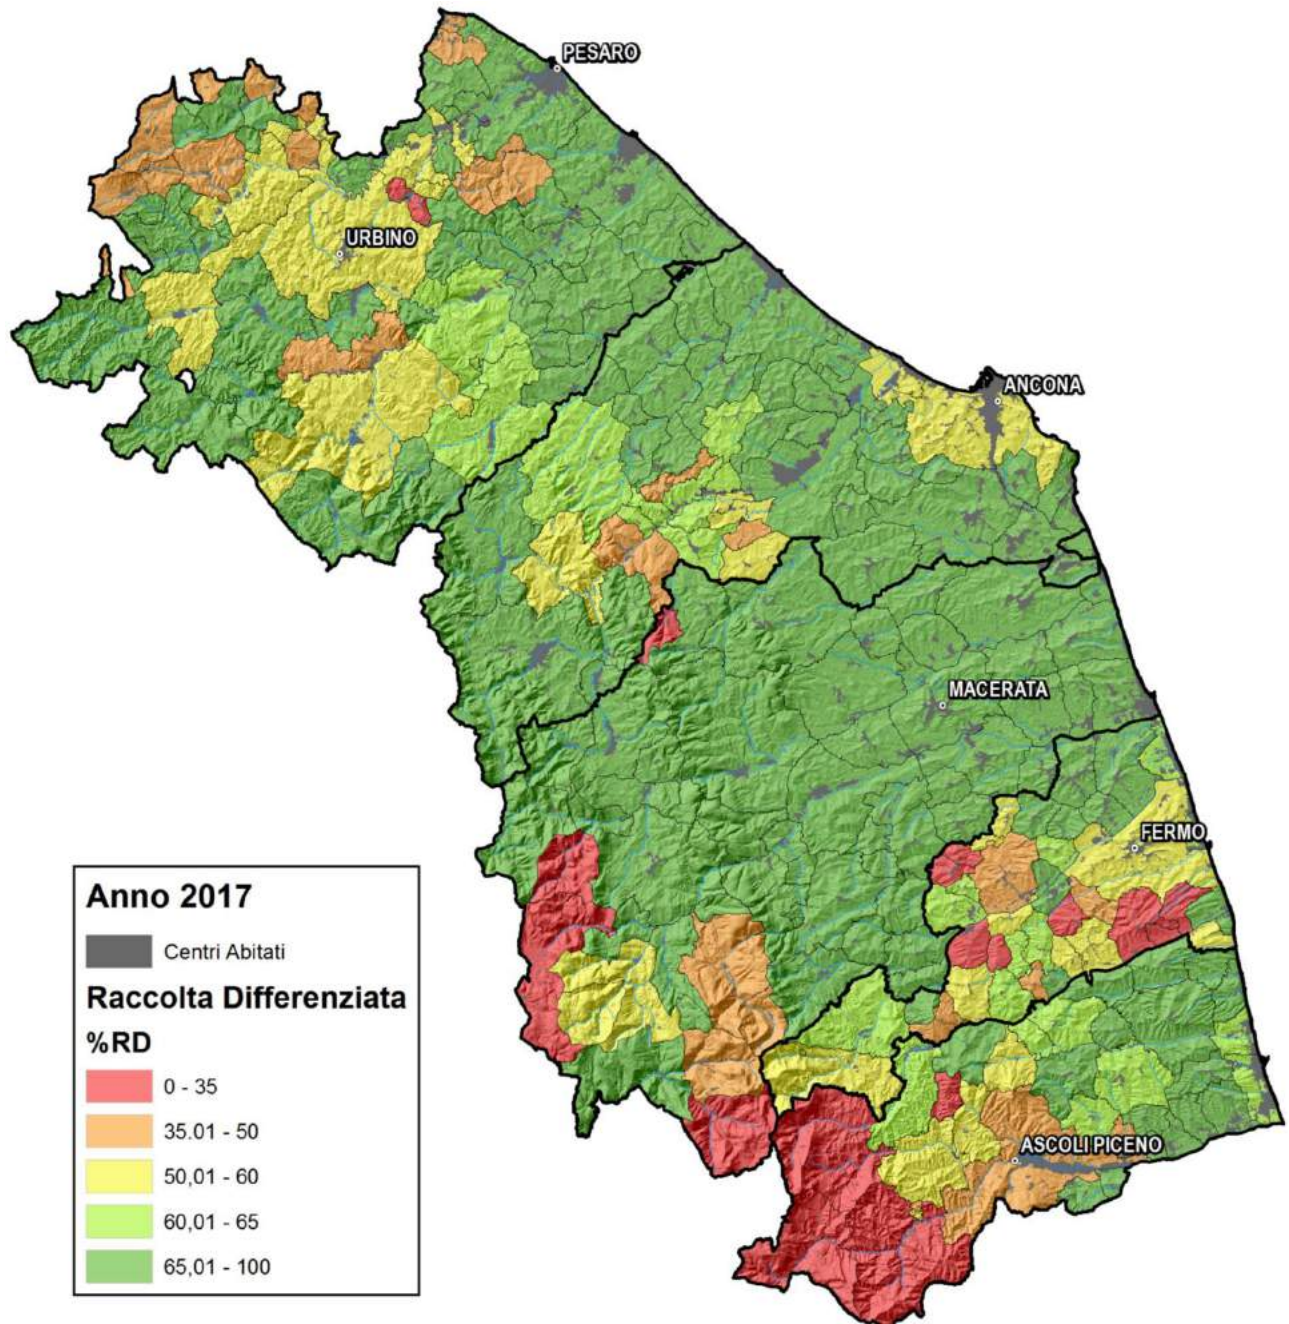 PESARO
URBINO
ANCONA
MACERATA
FERMO
ASCOLI PICENO
Anno 2017
Centri Abitati
Raccolta Differenziata
%RD
0 - 35
35.01 - 50
50,01 - 60
60,01 - 65
65,01 - 100